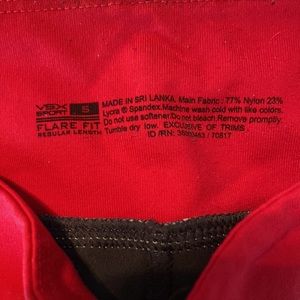 VSX
SPORT
S
FLARE FIT
REGULAR LENGTH
MADE IN SRI LANKA. Main Fabric : 77% Nylon 23%
Lycra ® Spandex.Machine wash cold with like colors.
Do not use softener.Do not bleach.Remove promptly.
Tumble dry low. EXCLUSIVE OF TRIMS
ID /RN: / 70817